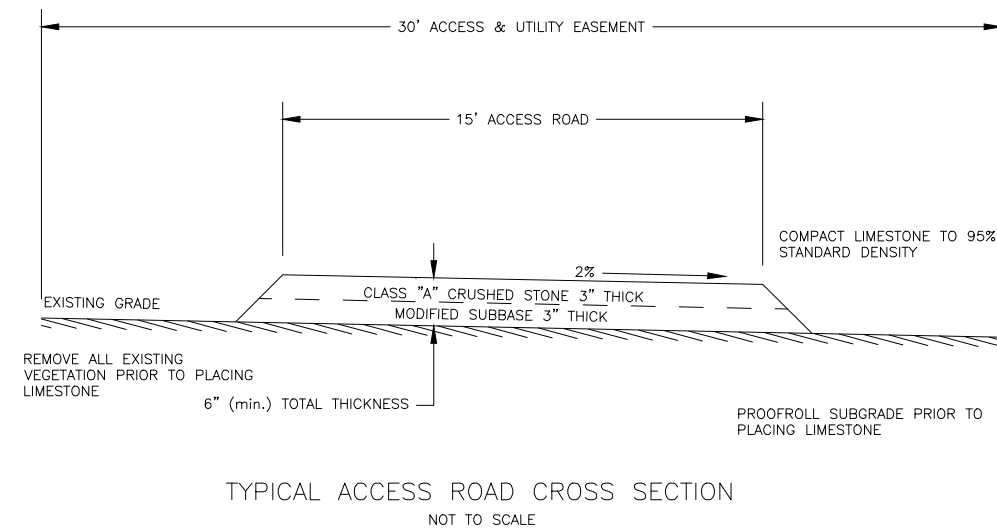 30' ACCESS & UTILITY EASEMENT
15' ACCESS ROAD
COMPACT LIMESTONE TO 95%
STANDARD DENSITY
2%
CLASS "A" CRUSHED STONE 3" THICK
MODIFIED SUBBASE 3" THICK
EXISTING GRADE
REMOVE ALL EXISTING
VEGETATION PRIOR TO PLACING
LIMESTONE
6" (min.) TOTAL THICKNESS
PROOFROLL SUBGRADE PRIOR TO
PLACING LIMESTONE
TYPICAL ACCESS ROAD CROSS SECTION
NOT TO SCALE